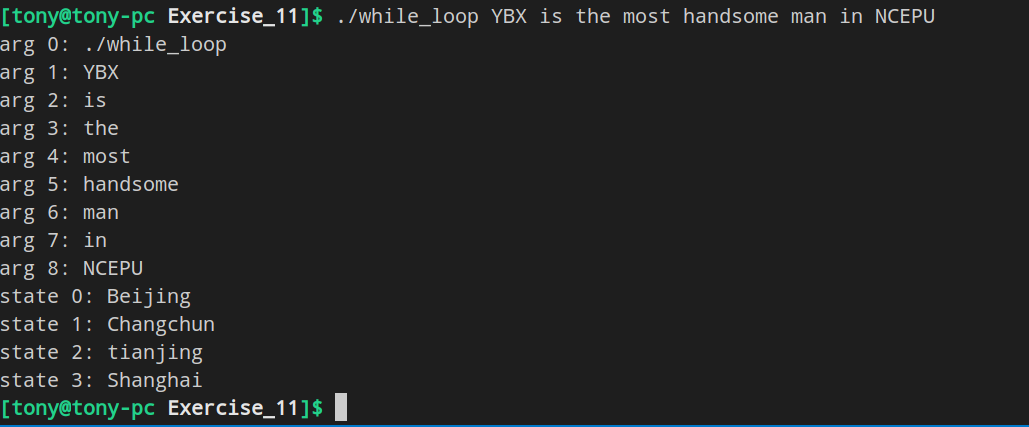 [tony@tony-pc Exercise_11]$ ./while_loop YBX is the most handsome man in NCEPU
arg 0: ./while_loop
arg 1: YBX
arg 2: is
arg 3: the
arg 4: most
arg 5: handsome
arg 6: man
arg 7: in
arg 8: NCEPU
state 0: Beijing
state 1: Changchun
state 2: tianjing
state 3: Shanghai
[tony@tony-pc Exercise_11]$